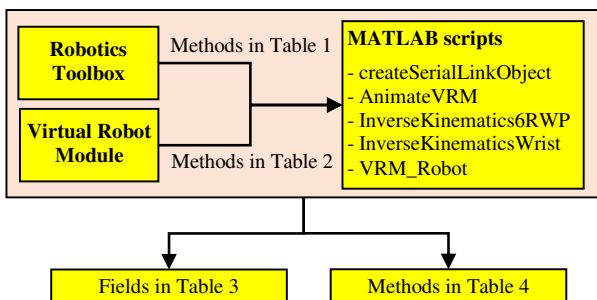 Robotics
Toolbox
Methods in Table 1
Virtual Robot
Module
Methods in Table 2
MATLAB scripts
- createSerialLinkObject
- AnimateVRM
- InverseKinematics6RWP
- InverseKinematicsWrist
- VRM_Robot
Fields in Table 3
Methods in Table 4